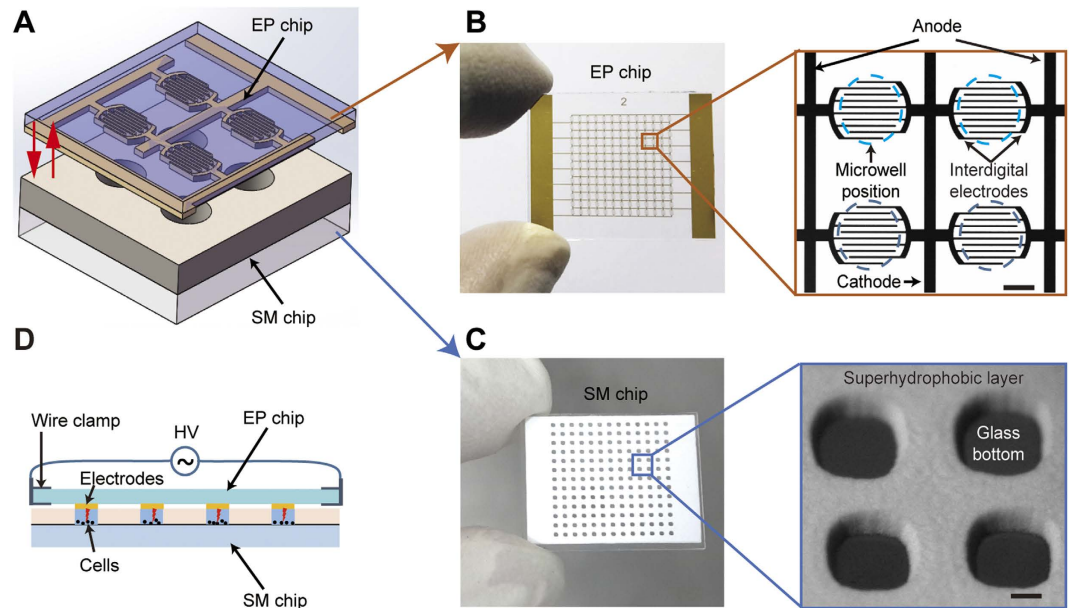 A
EP chip
SM chip
B
EP chip
2
Anode
Microwell
position
Interdigital
electrodes
Cathode
C
SM chip
Superhydrophobic layer
Glass
bottom
D
Wire clamp
HV
EP chip
Electrodes
Cells
SM chip